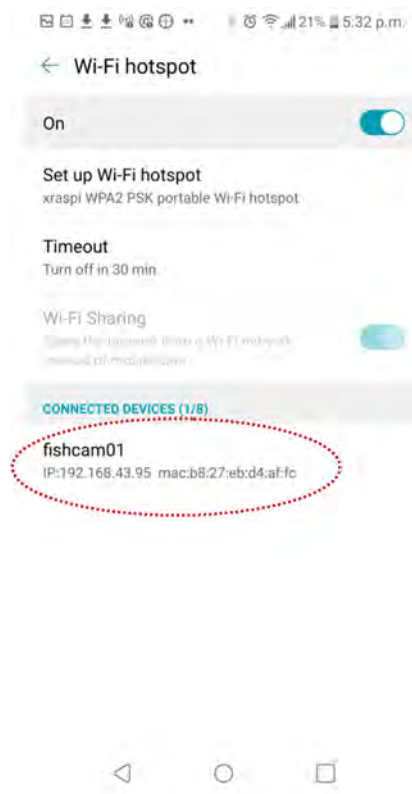 21% 5:32 p.m.
Wi-Fi hotspot
On
Set up Wi-Fi hotspot
xraspi WPA2 PSK portable Wi-Fi hotspot
Timeout
Turn off in 30 min
Wi-Fi Sharing
CONNECTED DEVICES (1/8)
fishcam01
IP:192.168.43.95 mac:b8:27:eb:d4:af:fc